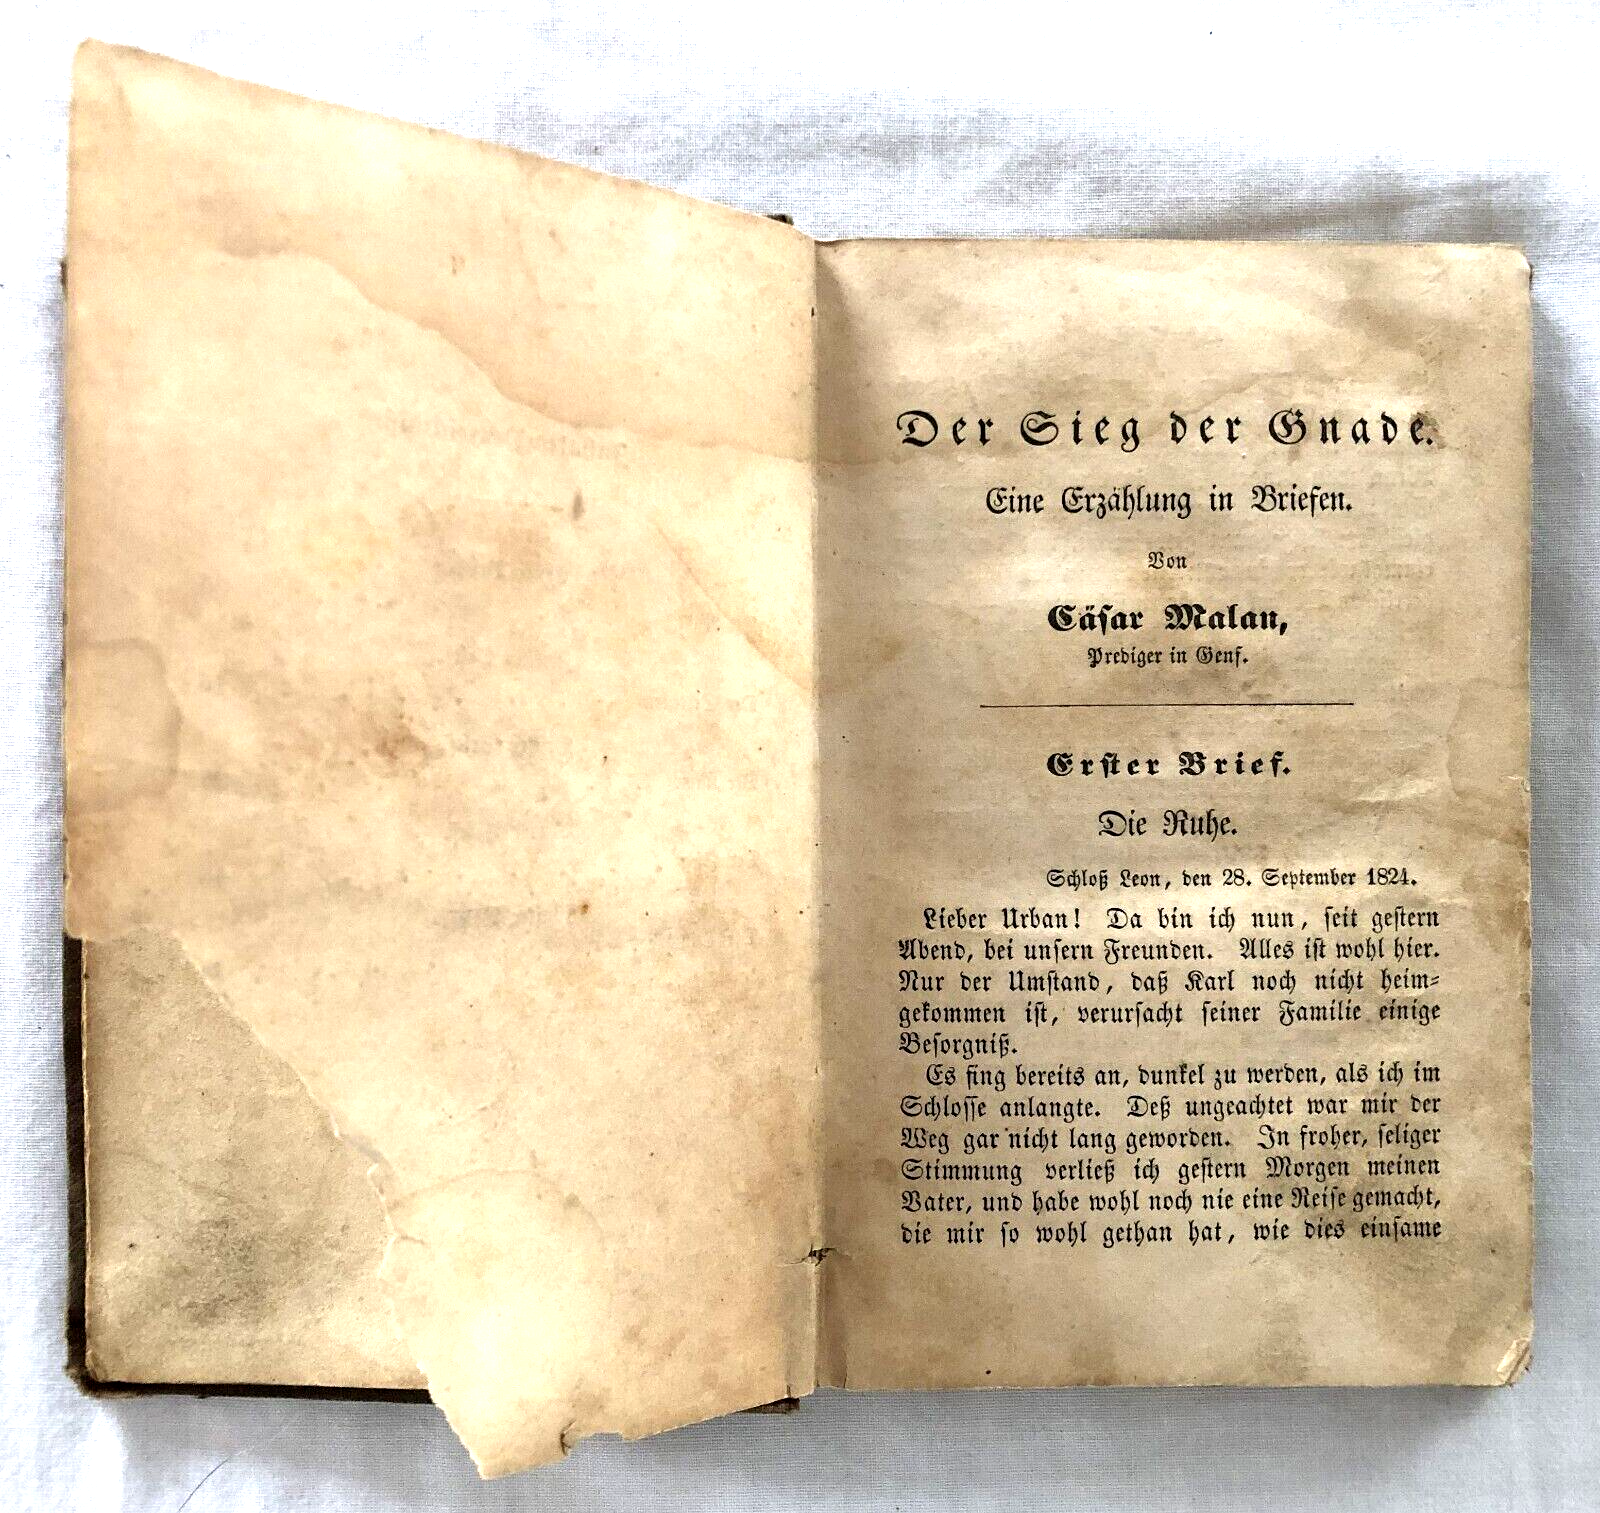 Der Sieg der Gnade.
Eine Erzählung in Briefen.
Von
Cäſar Malan,
Prediger in Genf.
Erſter Brief.
Die Ruhe.
Schloß Leon, den 28. September 1824.
Lieber Urban! Da bin ich nun, ſeit geſtern
Abend, bei unſern Freunden. Alles iſt wohl hier.
Nur der Umſtand, daß Karl noch nicht heim⸗
gekommen iſt, verurſacht ſeiner Familie einige
Beſorgniß.
Es fing bereits an, dunkel zu werden, als ich im
Schloſſe anlangte. Deß ungeachtet war mir der
Weg gar nicht lang geworden. In froher, ſeliger
Stimmung verließ ich geſtern Morgen meinen
Vater, und habe wohl noch nie eine Reiſe gemacht,
die mir ſo wohl gethan hat, wie dies einſame